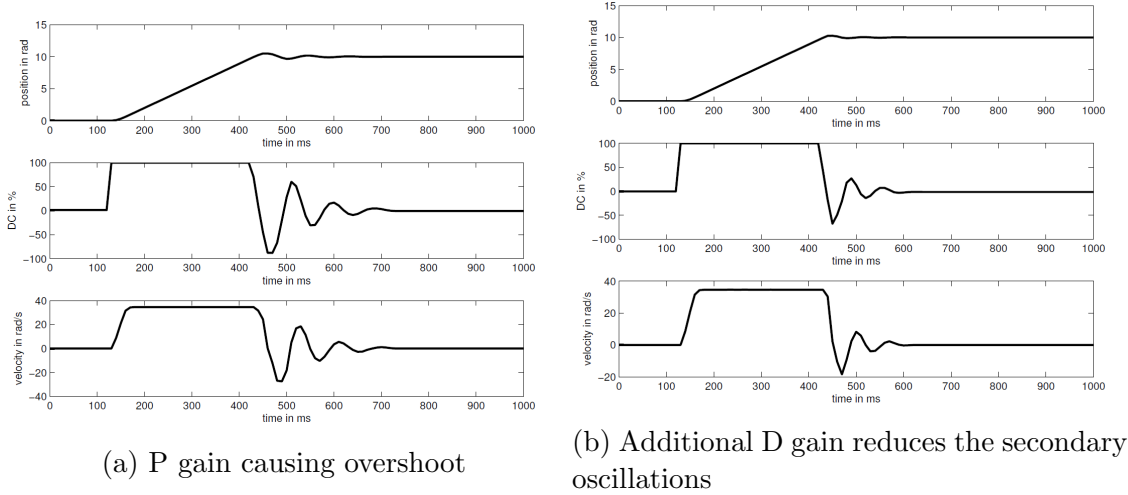 position in rad
15
10
5
0
0 100 200 300 400 500 600 700 800 900 1000
time in ms
DC in %
100
50
0
−50
−100
0 100 200 300 400 500 600 700 800 900 1000
time in ms
velocity in rad/s
40
20
0
−20
−40
0 100 200 300 400 500 600 700 800 900 1000
time in ms
(a) P gain causing overshoot
position in rad
15
10
5
0
0 100 200 300 400 500 600 700 800 900 1000
time in ms
DC in %
100
50
0
−50
−100
0 100 200 300 400 500 600 700 800 900 1000
time in ms
velocity in rad/s
40
20
0
−20
0 100 200 300 400 500 600 700 800 900 1000
time in ms
(b) Additional D gain reduces the secondary
oscillations